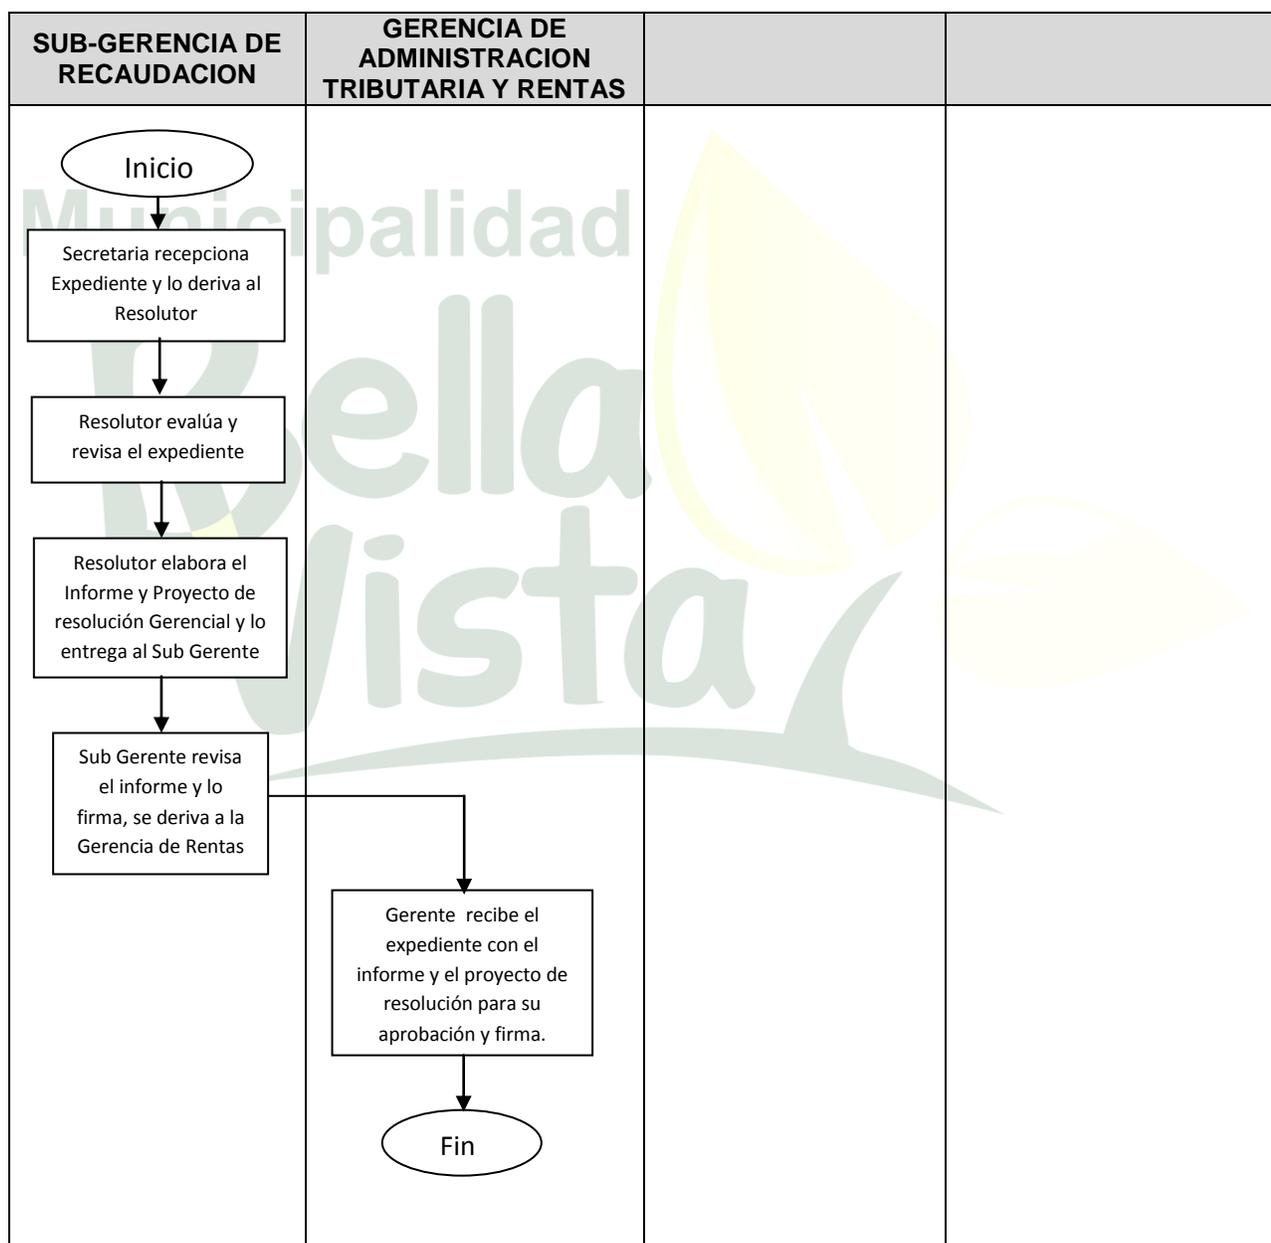 SUB-GERENCIA DE
RECAUDACION
GERENCIA DE
ADMINISTRACION
TRIBUTARIA Y RENTAS
Municipalidad
Bella
Vista
Inicio
Secretaria recepciona
Expediente y lo deriva al
Resolutor
Resolutor evalúa y
revisa el expediente
Resolutor elabora el
Informe y Proyecto de
resolución Gerencial y lo
entrega al Sub Gerente
Sub Gerente revisa
el informe y lo
firma, se deriva a la
Gerencia de Rentas
Gerente recibe el
expediente con el
informe y el proyecto de
resolución para su
aprobación y firma.
Fin